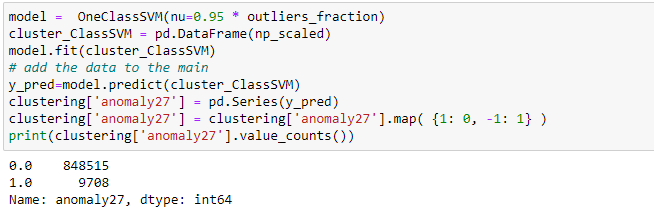 model =  OneClassSVM(nu=0.95 * outliers_fraction)
cluster_ClassSVM = pd.DataFrame(np_scaled)
model.fit(cluster_ClassSVM)
# add the data to the main
y_pred=model.predict(cluster_ClassSVM)
clustering['anomaly27'] = pd.Series(y_pred)
clustering['anomaly27'] = clustering['anomaly27'].map( {1: 0, -1: 1} )
print(clustering['anomaly27'].value_counts())
0.0    848515
1.0      9708
Name: anomaly27, dtype: int64